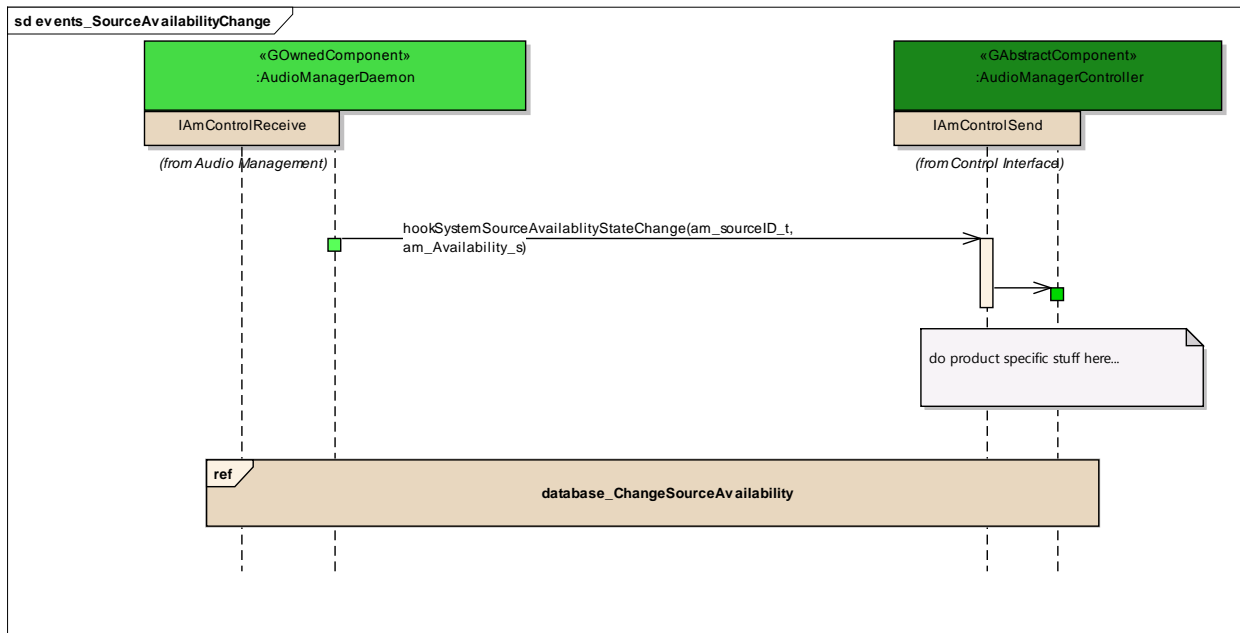 sd events_SourceAvailabilityChange
«GOwnedComponent»
:AudioManagerDaemon
«GAbstractComponent»
:AudioManagerController
IAmControlReceive
IAmControlSend
(from Audio Management)
(from Control Interface)
hookSystemSourceAvailablityStateChange(am_sourceID_t,
am_Availability_s)
do product specific stuff here...
ref
database_ChangeSourceAvailability